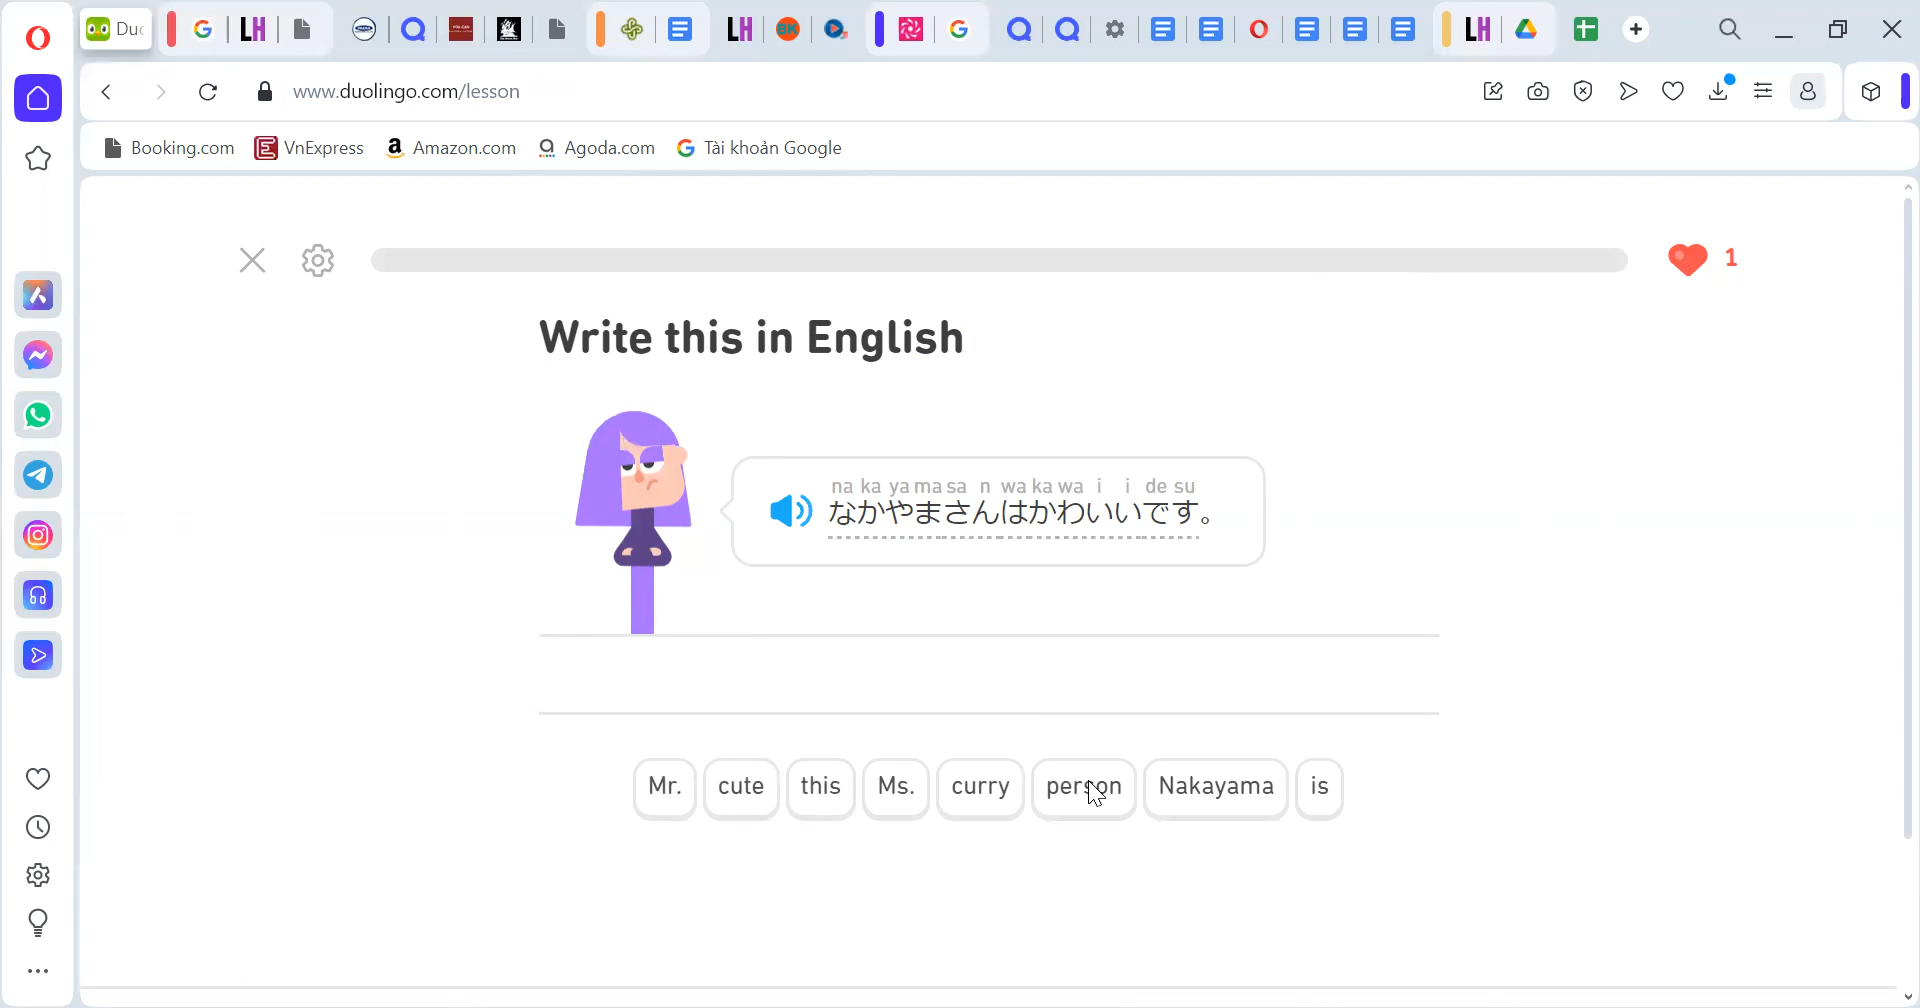 Duo
www.duolingo.com/lesson
Booking.com VnExpress Amazon.com Agoda.com Tài khoản Google
1
Write this in English
na ka ya ma sa n wa ka wa i i de su
なかやまさんはかわいいです。
Mr. cute this Ms. curry person Nakayama is